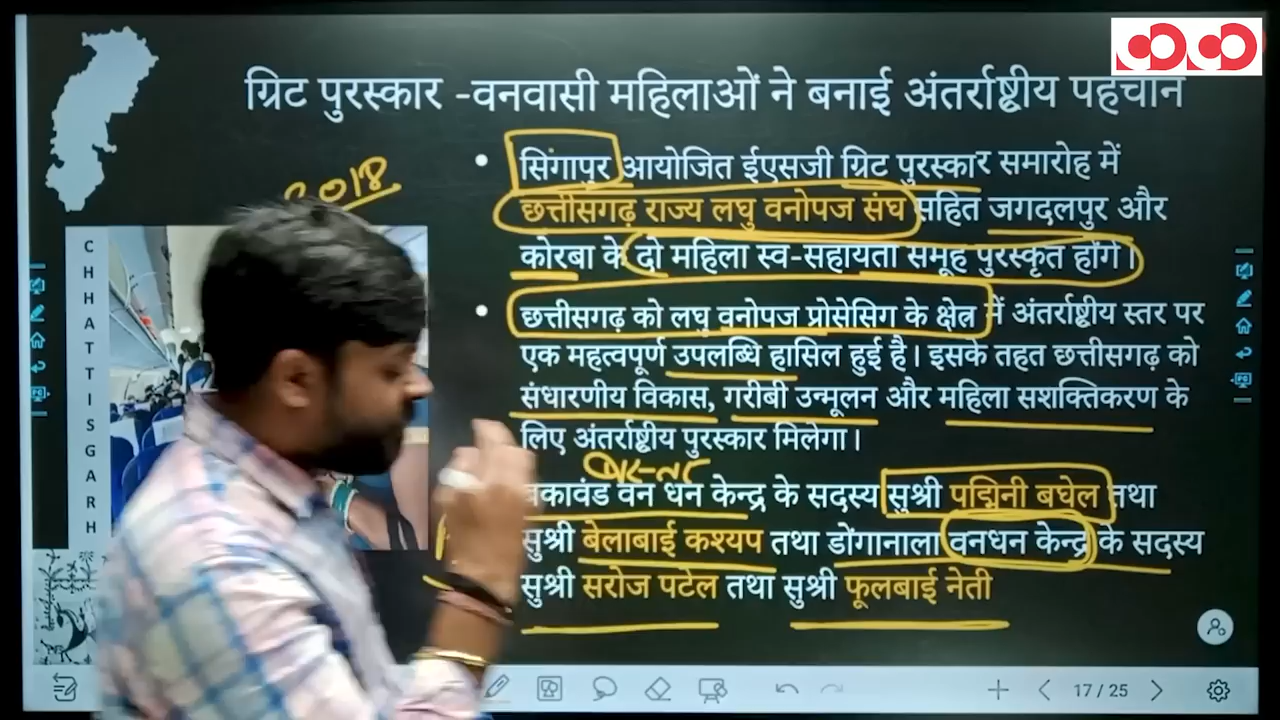 ग्रिट पुरस्कार -वनवासी महिलाओं ने बनाई अंतर्राष्ट्रीय पहचान
सिंगापुर आयोजित ईएसजी ग्रिट पुरस्कार समारोह में
छत्तीसगढ़ राज्य लघु वनोपज संघ सहित जगदलपुर और
कोरबा के दो महिला स्व-सहायता समूह पुरस्कृत होंगे।
छत्तीसगढ़ को लघु वनोपज प्रोसेसिग के क्षेत्र में अंतर्राष्ट्रीय स्तर पर
एक महत्वपूर्ण उपलब्धि हासिल हुई है। इसके तहत छत्तीसगढ़ को
संधारणीय विकास, गरीबी उन्मूलन और महिला सशक्तिकरण के
लिए अंतर्राष्ट्रीय पुरस्कार मिलेगा।
बकावंड वन धन केन्द्र के सदस्य सुश्री पद्मिनी बघेल तथा
सुश्री बेलाबाई कश्यप तथा डोंगानाला वनधन केन्द्र के सदस्य
सुश्री सरोज पटेल तथा सुश्री फूलबाई नेती
2018
CHHATTISGARH
17 / 25